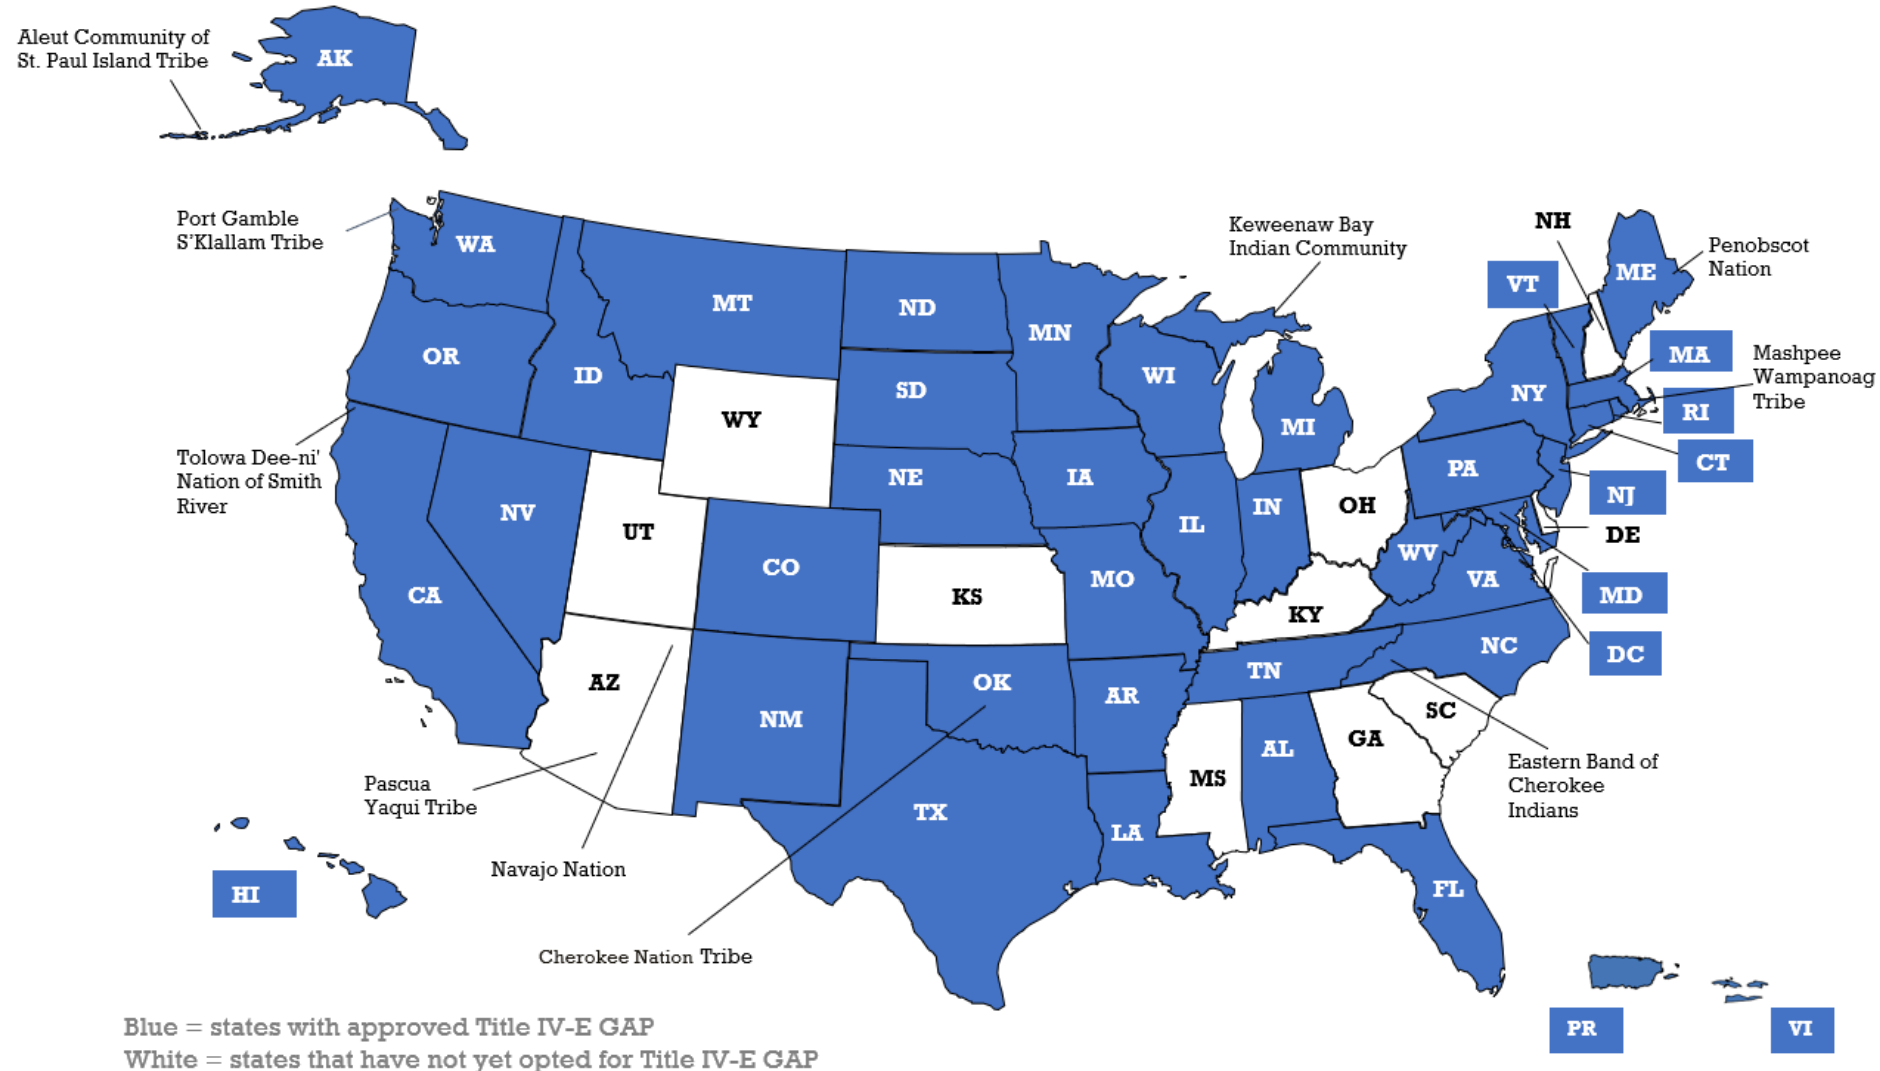 Aleut Community of
St. Paul Island Tribe
AK
Port Gamble
S'Klallam Tribe
WA
MT
ND
MN
Keweenaw Bay
Indian Community
NH
VT
ME
Penobscot
Nation
OR
ID
WY
SD
WI
MI
NY
MA
Mashpee
Wampanoag
Tribe
RI
CT
Tolowa Dee-ni'
Nation of Smith
River
NV
UT
NE
IA
IL
IN
OH
PA
NJ
DE
CA
CO
KS
MO
KY
WV
VA
MD
DC
AZ
NM
OK
AR
TN
NC
SC
Pascua
Yaqui Tribe
Navajo Nation
Cherokee Nation Tribe
TX
LA
MS
AL
GA
Eastern Band of
Cherokee
Indians
FL
HI
PR
VI
Blue = states with approved Title IV-E GAP
White = states that have not yet opted for Title IV-E GAP